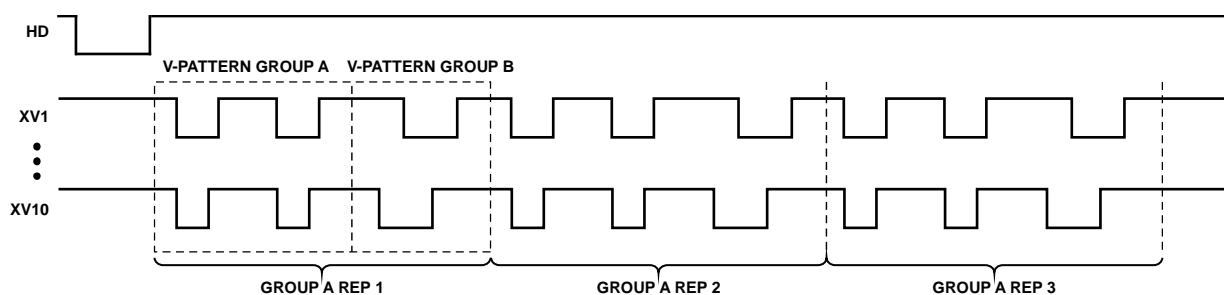 HD
V-PATTERN GROUP A
V-PATTERN GROUP B
XV1
XV10
GROUP A REP 1
GROUP A REP 2
GROUP A REP 3